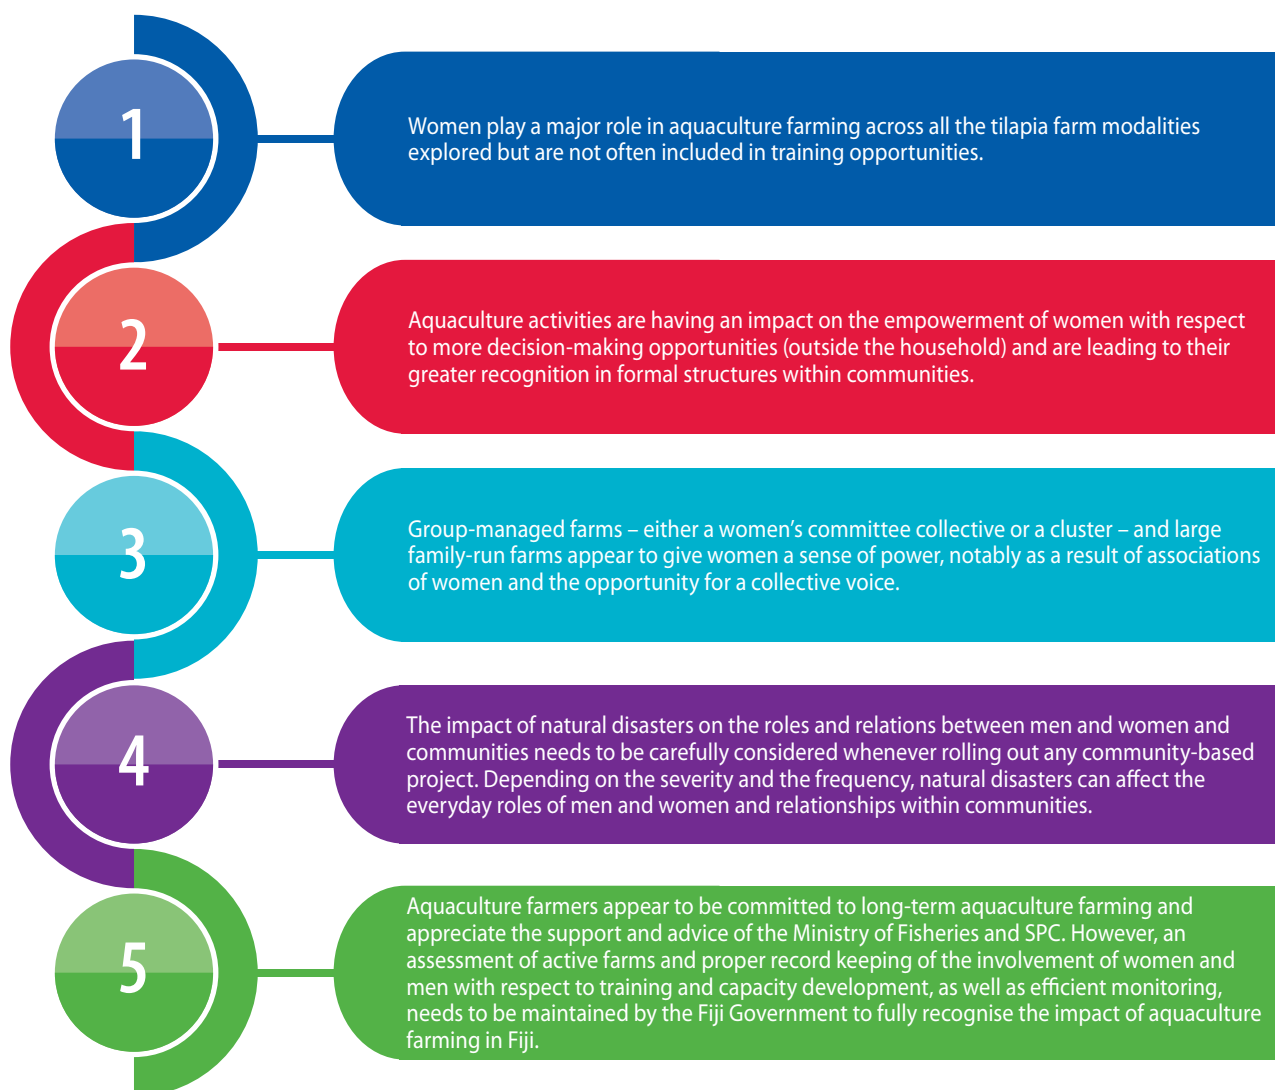 1
Women play a major role in aquaculture farming across all the tilapia farm modalities
explored but are not often included in training opportunities.
2
Aquaculture activities are having an impact on the empowerment of women with respect
to more decision-making opportunities (outside the household) and are leading to their
greater recognition in formal structures within communities.
3
Group-managed farms – either a women’s committee collective or a cluster – and large
family-run farms appear to give women a sense of power, notably as a result of associations
of women and the opportunity for a collective voice.
4
The impact of natural disasters on the roles and relations between men and women and
communities needs to be carefully considered whenever rolling out any community-based
project. Depending on the severity and the frequency, natural disasters can affect the
everyday roles of men and women and relationships within communities.
5
Aquaculture farmers appear to be committed to long-term aquaculture farming and
appreciate the support and advice of the Ministry of Fisheries and SPC. However, an
assessment of active farms and proper record keeping of the involvement of women and
men with respect to training and capacity development, as well as efficient monitoring,
needs to be maintained by the Fiji Government to fully recognise the impact of aquaculture
farming in Fiji.